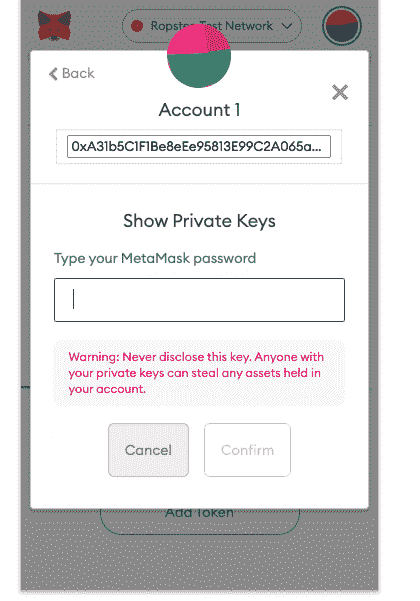 Ropsten Test Network
Back
Account 1
0xA31b5C1F1Be8eEe95813E99C2A065a...
Show Private Keys
Type your MetaMask password
Warning: Never disclose this key. Anyone with
your private keys can steal any assets held in
your account.
Cancel
Confirm
Add Token